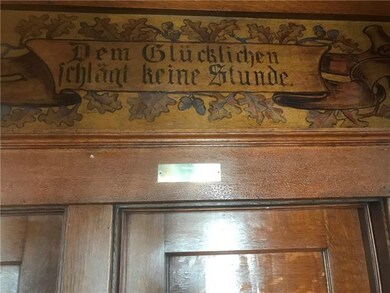 Dem Glücklichen
schlägt keine Stunde.